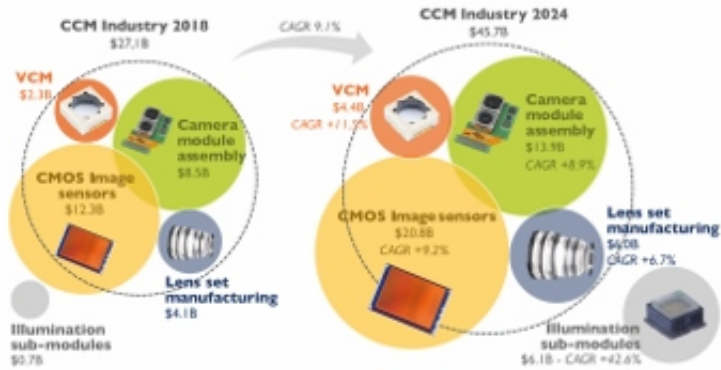 CCM Industry 2018
$27,1B
CAGR 9.1%
CCM Industry 2024
$45.7B
VCM
$2.3B
Camera
module
assembly
$8.5B
CMOS Image
sensors
$12.3B
Lens set
manufacturing
$4.1B
Illumination
sub-modules
$0.7B
VCM
$4.4B
CAGR +11.5%
Camera
module
assembly
$13.9B
CAGR +8.9%
CMOS Image sensors
$20.8B
CAGR +9.2%
Lens set
manufacturing
$6.0B
CAGR +6.7%
Illumination
sub-modules
$6.1B - CAGR +42.6%